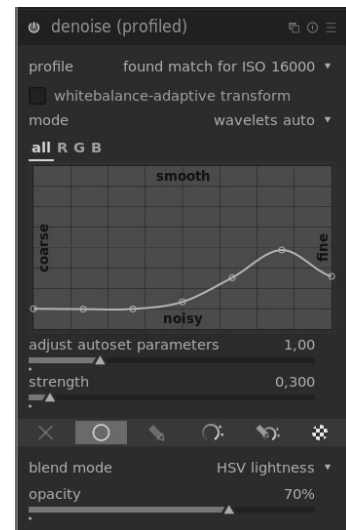 denoise (profiled)
profile found match for ISO 16000
whitebalance-adaptive transform
mode wavelets auto
all R G B
smooth
coarse
fine
noisy
adjust autoset parameters 1,00
strength 0,300
blend mode HSV lightness
opacity 70%